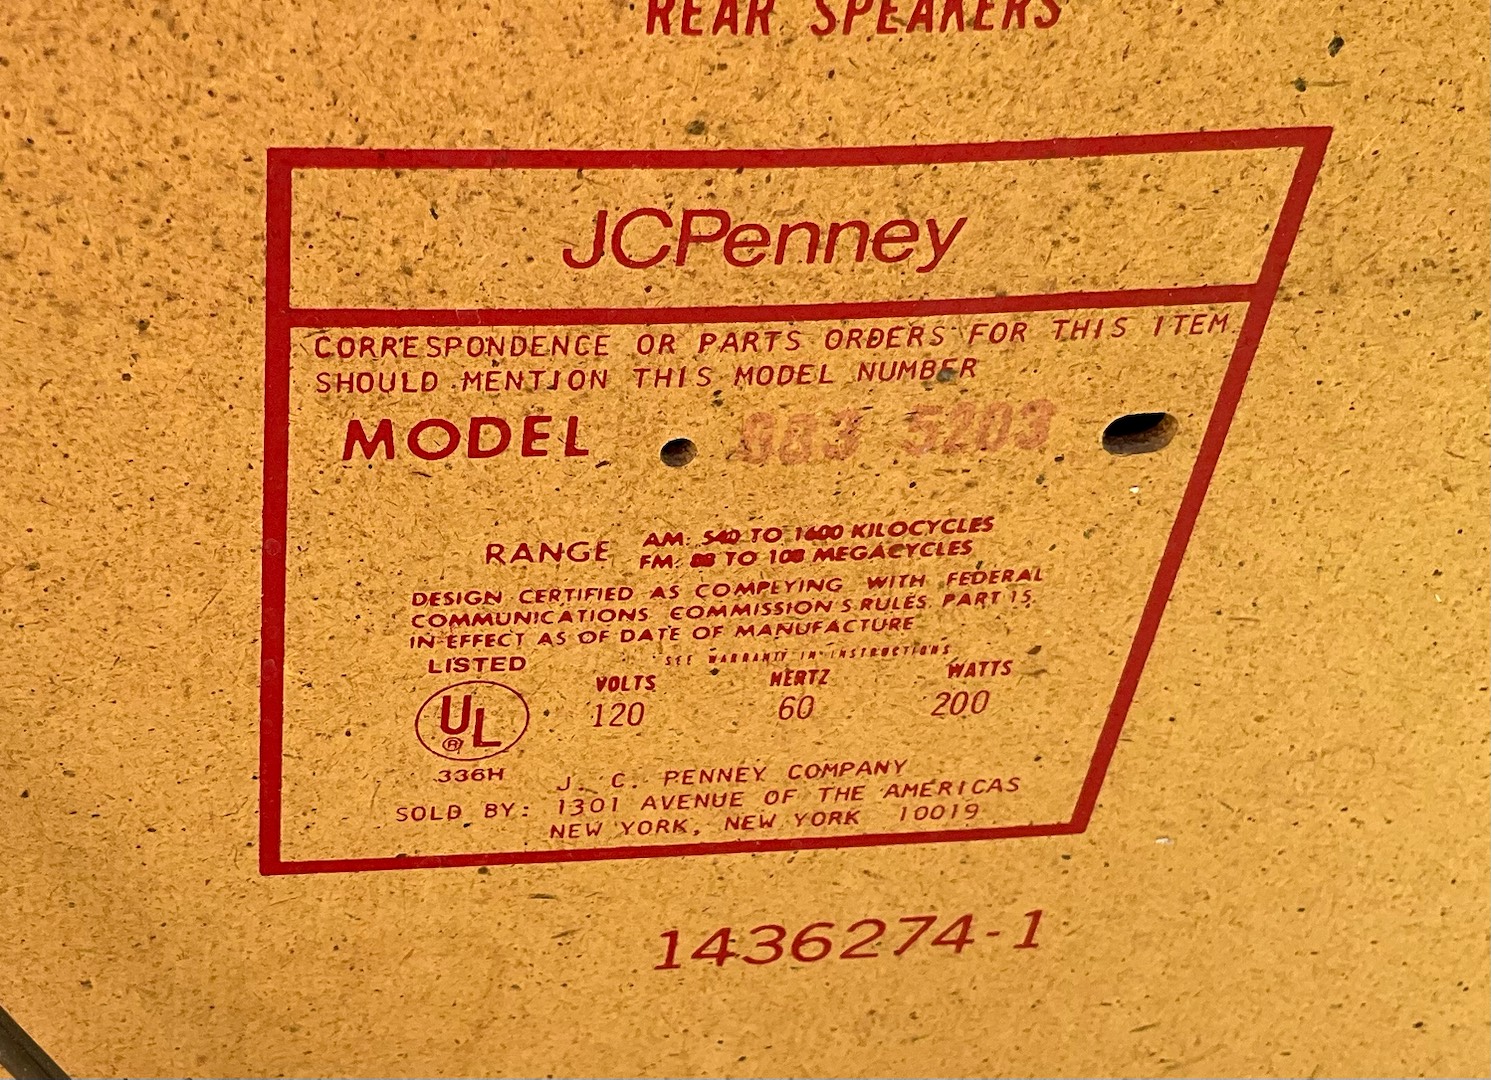 REAR SPEAKERS
JCPenney
CORRESPONDENCE OR PARTS ORDERS FOR THIS ITEM
SHOULD MENTION THIS MODEL NUMBER
MODEL 5203
RANGE AM: 540 TO 1600 KILOCYCLES
FM: 88 TO 108 MEGACYCLES
DESIGN CERTIFIED AS COMPLYING WITH FEDERAL
COMMUNICATIONS COMMISSION'S RULES PART 15,
IN EFFECT AS OF DATE OF MANUFACTURE
SEE WARRANTY IN INSTRUCTIONS
LISTED
VOLTS HERTZ WATTS
120 60 200
UL
®
336H
J. C. PENNEY COMPANY
SOLD BY: 1301 AVENUE OF THE AMERICAS
NEW YORK, NEW YORK 10019
1436274-1